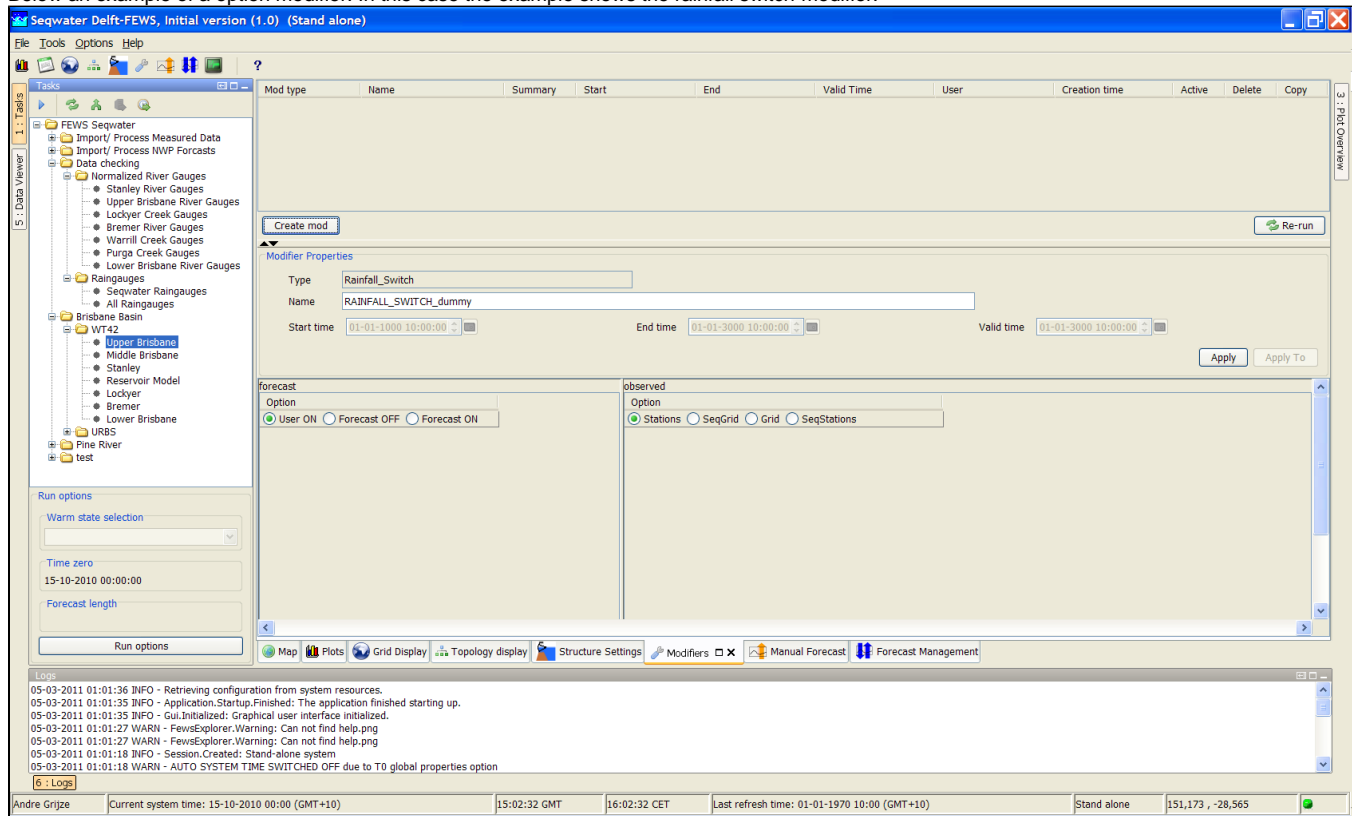 Below an example of a option modifier. In this case the example shows the rainfall switch modifier.
Seqwater Delft-FEWS, Initial version (1.0) (Stand alone)
File Tools Options Help
?
1 : Tasks
5 : Data Viewer
Tasks
FEWS Seqwater
Import/ Process Measured Data
Import/ Process NWP Forcasts
Data checking
Normalized River Gauges
Stanley River Gauges
Upper Brisbane River Gauges
Lockyer Creek Gauges
Bremer River Gauges
Warrill Creek Gauges
Purga Creek Gauges
Lower Brisbane River Gauges
Raingauges
Seqwater Raingauges
All Raingauges
Brisbane Basin
WT42
Upper Brisbane
Middle Brisbane
Stanley
Reservoir Model
Lockyer
Bremer
Lower Brisbane
URBS
Pine River
test
Run options
Warm state selection
Time zero
15-10-2010 00:00:00
Forecast length
Run options
Mod type Name Summary Start End Valid Time User Creation time Active Delete Copy
3 : Plot Overview
Create mod Re-run
Modifier Properties
Type Rainfall_Switch
Name RAINFALL_SWITCH_dummy
Start time 01-01-1000 10:00:00 End time 01-01-3000 10:00:00 Valid time 01-01-3000 10:00:00
Apply Apply To
forecast observed
Option Option
User ON Forecast OFF Forecast ON Stations SeqGrid Grid SeqStations
Map Plots Grid Display Topology display Structure Settings Modifiers Manual Forecast Forecast Management
Logs
05-03-2011 01:01:36 INFO - Retrieving configuration from system resources.
05-03-2011 01:01:35 INFO - Application.Startup.Finished: The application finished starting up.
05-03-2011 01:01:35 INFO - Gui.Initialized: Graphical user interface initialized.
05-03-2011 01:01:27 WARN - FewsExplorer.Warning: Can not find help.png
05-03-2011 01:01:27 WARN - FewsExplorer.Warning: Can not find help.png
05-03-2011 01:01:18 INFO - Session.Created: Stand-alone system
05-03-2011 01:01:18 WARN - AUTO SYSTEM TIME SWITCHED OFF due to T0 global properties option
6 : Logs
Andre Grijze Current system time: 15-10-2010 00:00 (GMT+10) 15:02:32 GMT 16:02:32 CET Last refresh time: 01-01-1970 10:00 (GMT+10) Stand alone 151,173 , -28,565